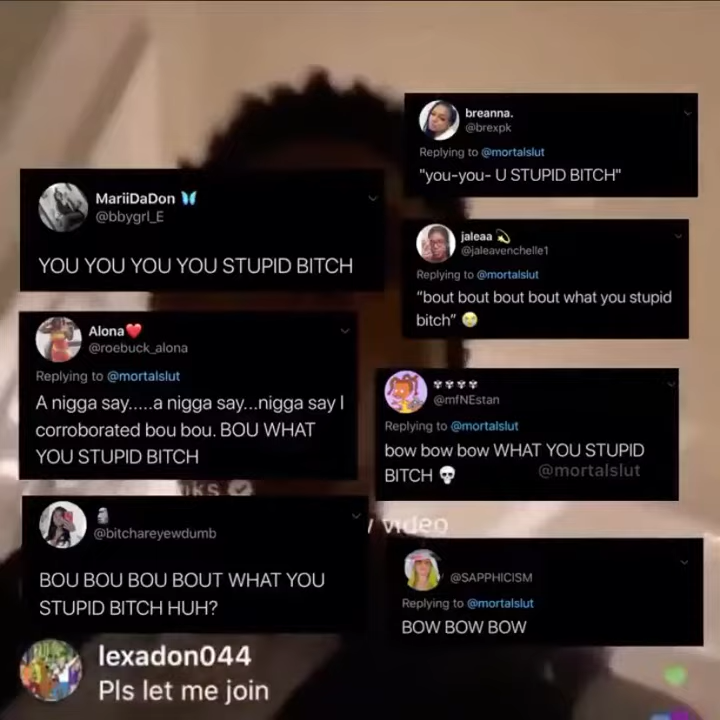 breanna.
@brexpk
Replying to @mortalslut
"you-you- U STUPID BITCH"
MariiDaDon 🦋
@bbygrl_E
YOU YOU YOU YOU STUPID BITCH
jaleaa 💫
@jaleavenchelle1
Replying to @mortalslut
“bout bout bout bout what you stupid
bitch” 😭
Alona❤️
@roebuck_alona
Replying to @mortalslut
A nigga say.....a nigga say...nigga say I
corroborated bou bou. BOU WHAT
YOU STUPID BITCH
@mfNEstan
Replying to @mortalslut
bow bow bow WHAT YOU STUPID
BITCH 💀
@mortalslut
video
🗿
@bitchareyewdumb
BOU BOU BOU BOUT WHAT YOU
STUPID BITCH HUH?
@SAPPHICISM
Replying to @mortalslut
BOW BOW BOW
lexadon044
Pls let me join